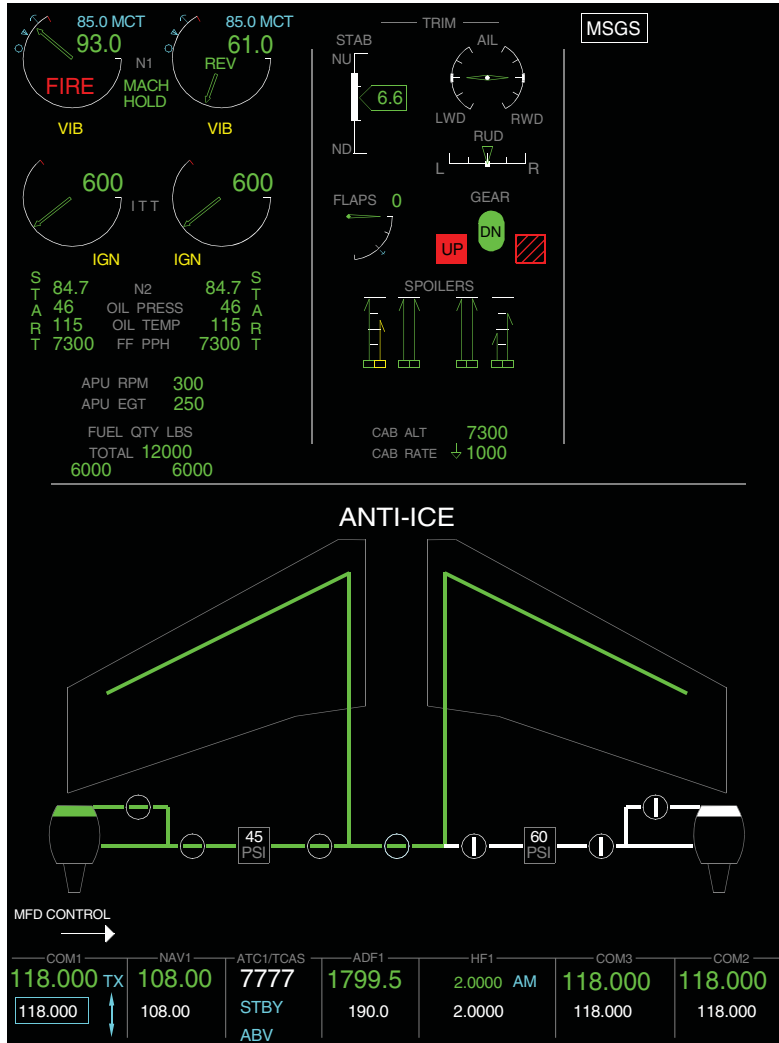 85.0 MCT 85.0 MCT
93.0 N1 61.0
FIRE MACH HOLD REV
VIB VIB
600 ITT 600
IGN IGN
START START
84.7 N2 84.7
46 OIL PRESS 46
115 OIL TEMP 115
7300 FF PPH 7300
APU RPM 300
APU EGT 250
FUEL QTY LBS
TOTAL 12000
6000 6000
TRIM
STAB AIL
NU
6.6
LWD RWD
ND RUD
L R
FLAPS 0 GEAR
UP DN
SPOILERS
CAB ALT 7300
CAB RATE 1000
MSGS
ANTI-ICE
45 60
PSI PSI
MFD CONTROL
COM1 NAV1 ATC1/TCAS ADF1 HF1 COM3 COM2
118.000 TX 108.00 7777 1799.5 2.0000 AM 118.000 118.000
118.000 108.00 STBY 190.0 2.0000 118.000 118.000
ABV